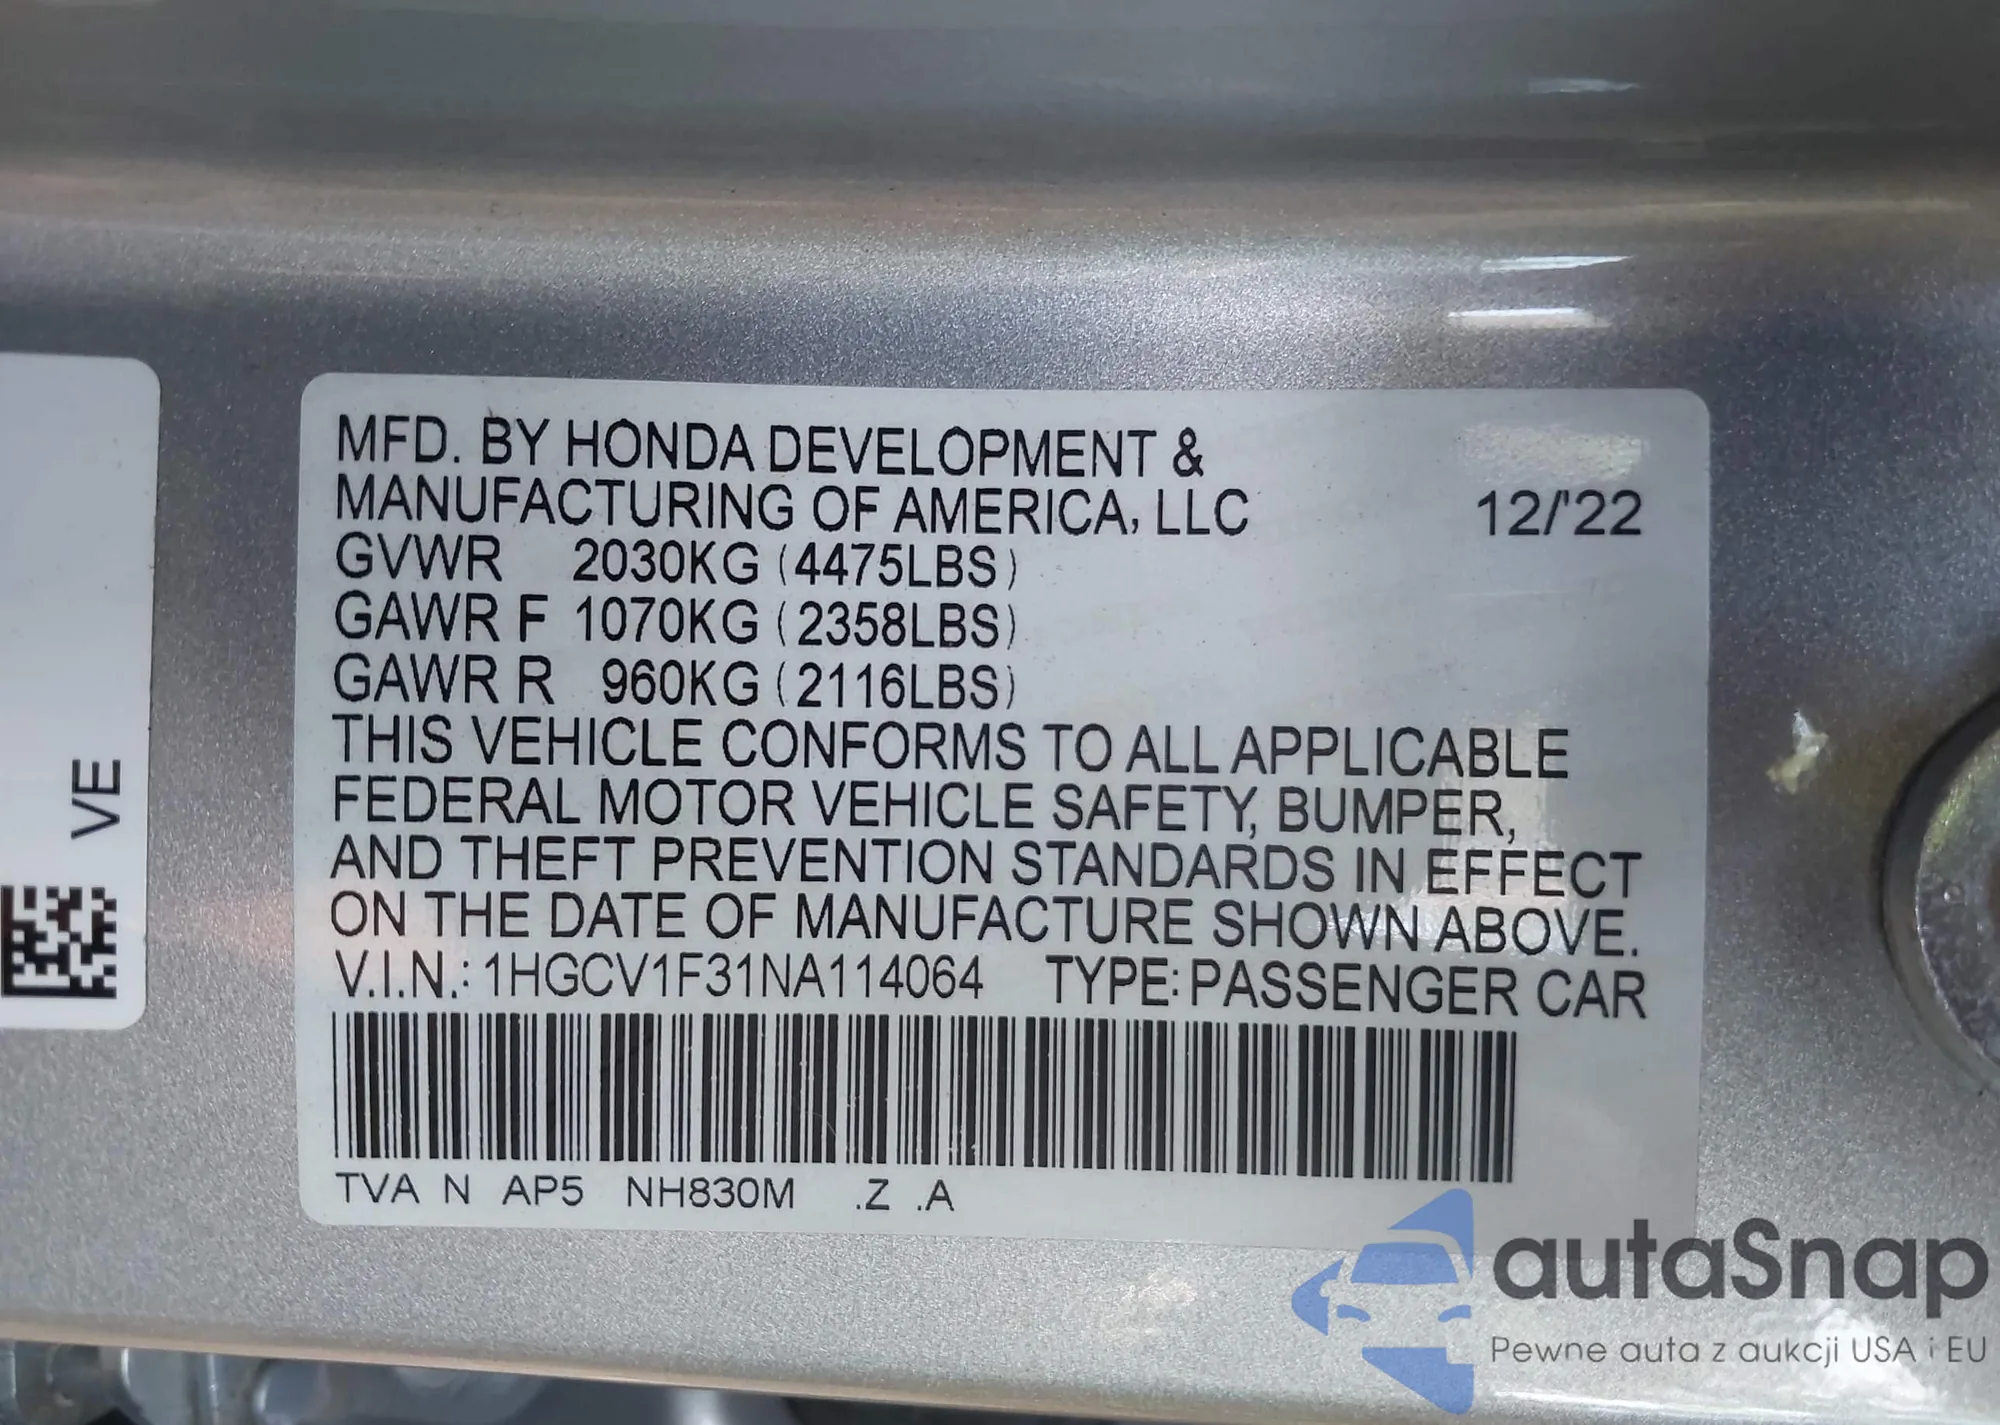 MFD. BY HONDA DEVELOPMENT &
MANUFACTURING OF AMERICA, LLC 12/'22
GVWR 2030KG (4475LBS)
GAWR F 1070KG (2358LBS)
GAWR R 960KG (2116LBS)
THIS VEHICLE CONFORMS TO ALL APPLICABLE
FEDERAL MOTOR VEHICLE SAFETY, BUMPER,
AND THEFT PREVENTION STANDARDS IN EFFECT
ON THE DATE OF MANUFACTURE SHOWN ABOVE.
V.I.N.: 1HGCV1F31NA114064 TYPE: PASSENGER CAR
TVA N AP5 NH830M .Z .A
VE
autaSnap
Pewne auta z aukcji USA i EU